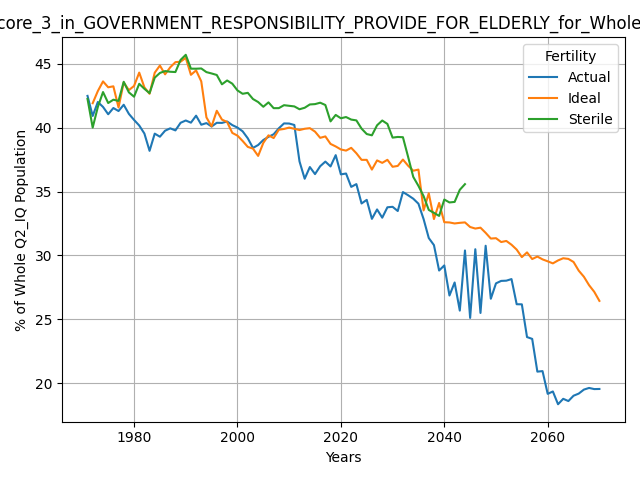 core_3_in_GOVERNMENT_RESPONSIBILITY_PROVIDE_FOR_ELDERLY_for_Whole
Fertility
Actual
Ideal
Sterile
% of Whole Q2_IQ Population
45
40
35
30
25
20
1980
2000
2020
2040
2060
Years